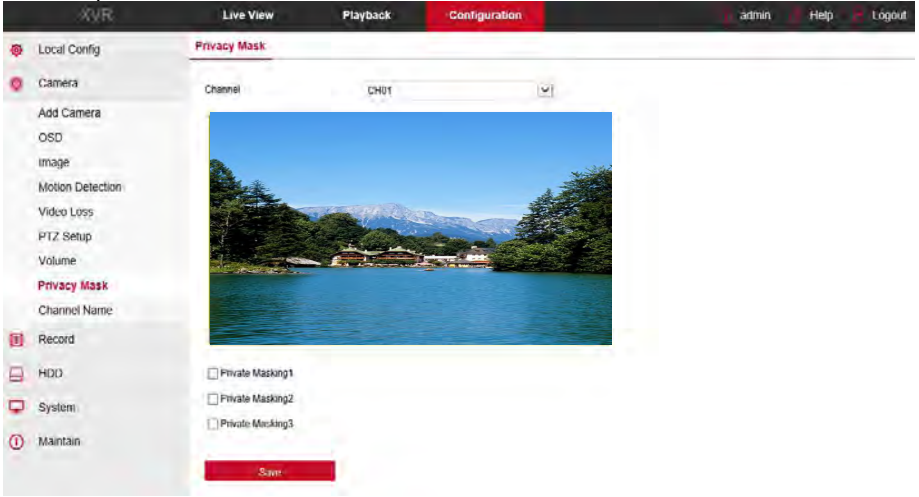 XVR
Live View
Playback
Configuration
admin
Help
Logout
Local Config
Camera
Add Camera
OSD
Image
Motion Detection
Video Loss
PTZ Setup
Volume
Privacy Mask
Channel Name
Record
HDD
System
Maintain
Privacy Mask
Channel
CH01
Private Masking1
Private Masking2
Private Masking3
Save